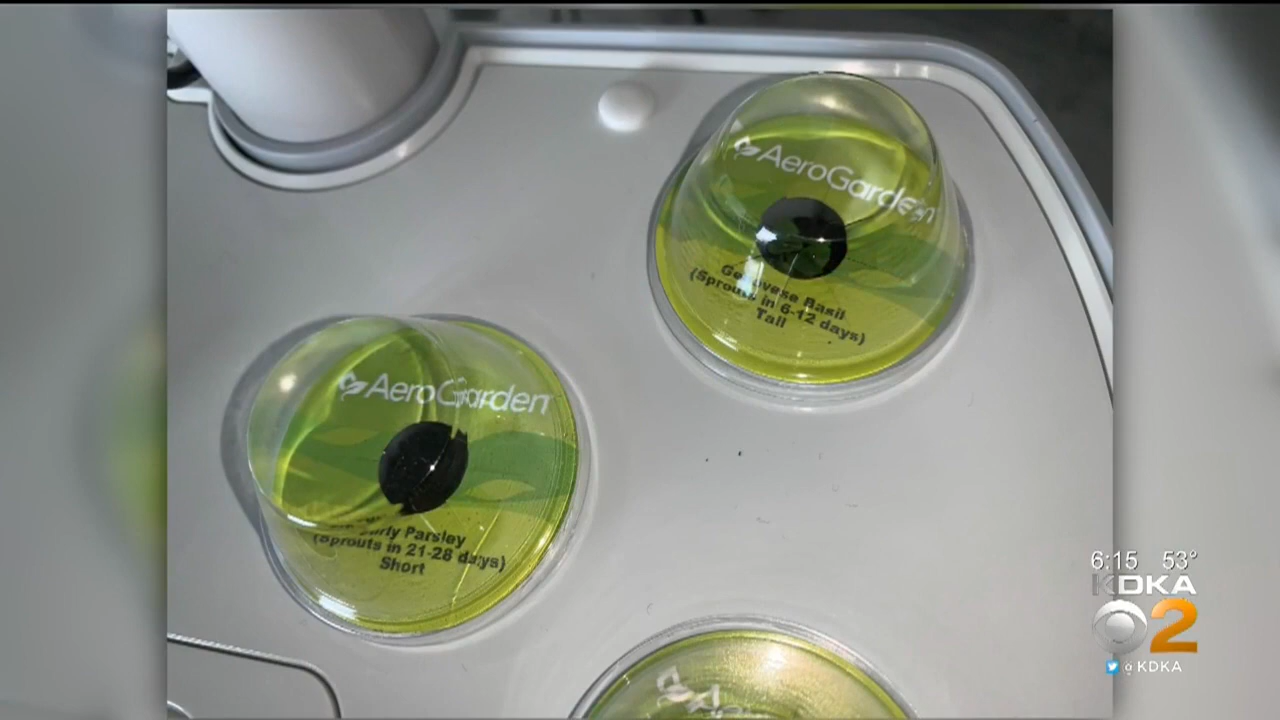 AeroGarden
Genovese Basil
(Sprouts in 6-12 days)
Tall
AeroGarden
Curly Parsley
(Sprouts in 21-28 days)
Short
6:15 53°
KDKA
2
@KDKA